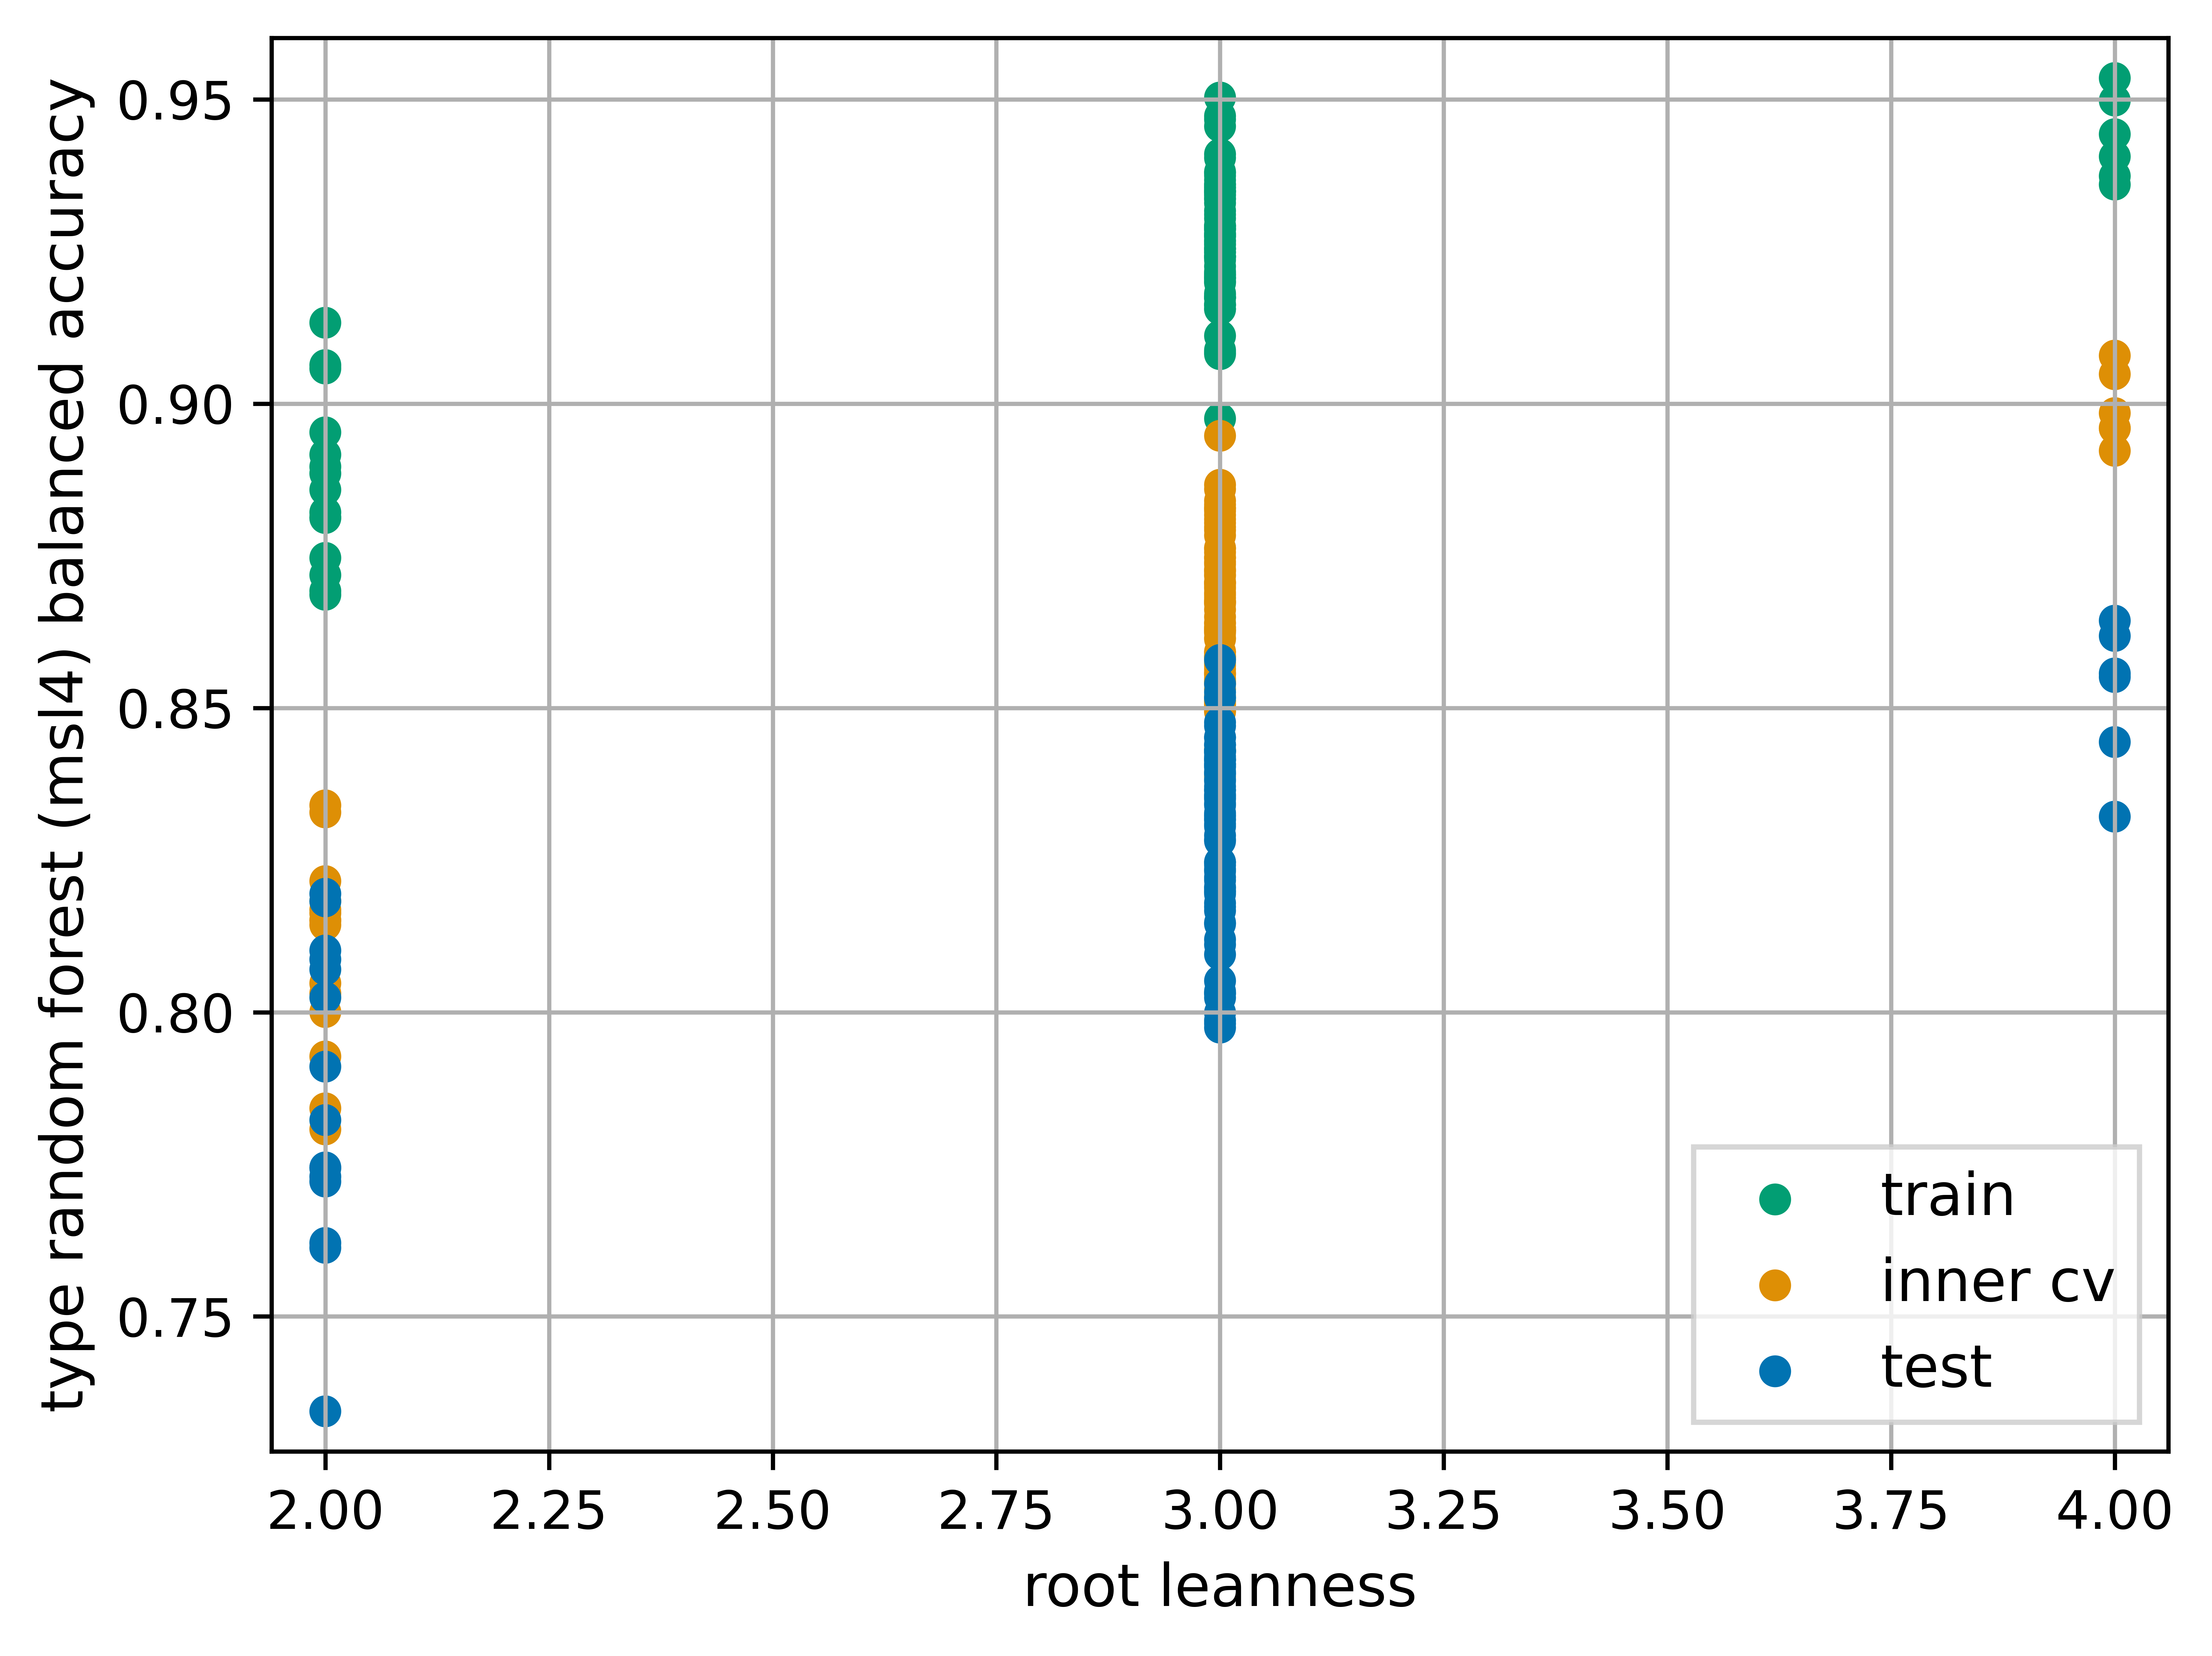 type random forest (msl4) balanced accuracy
0.95
0.90
0.85
0.80
0.75
train
inner cv
test
2.00 2.25 2.50 2.75 3.00 3.25 3.50 3.75 4.00
root leanness